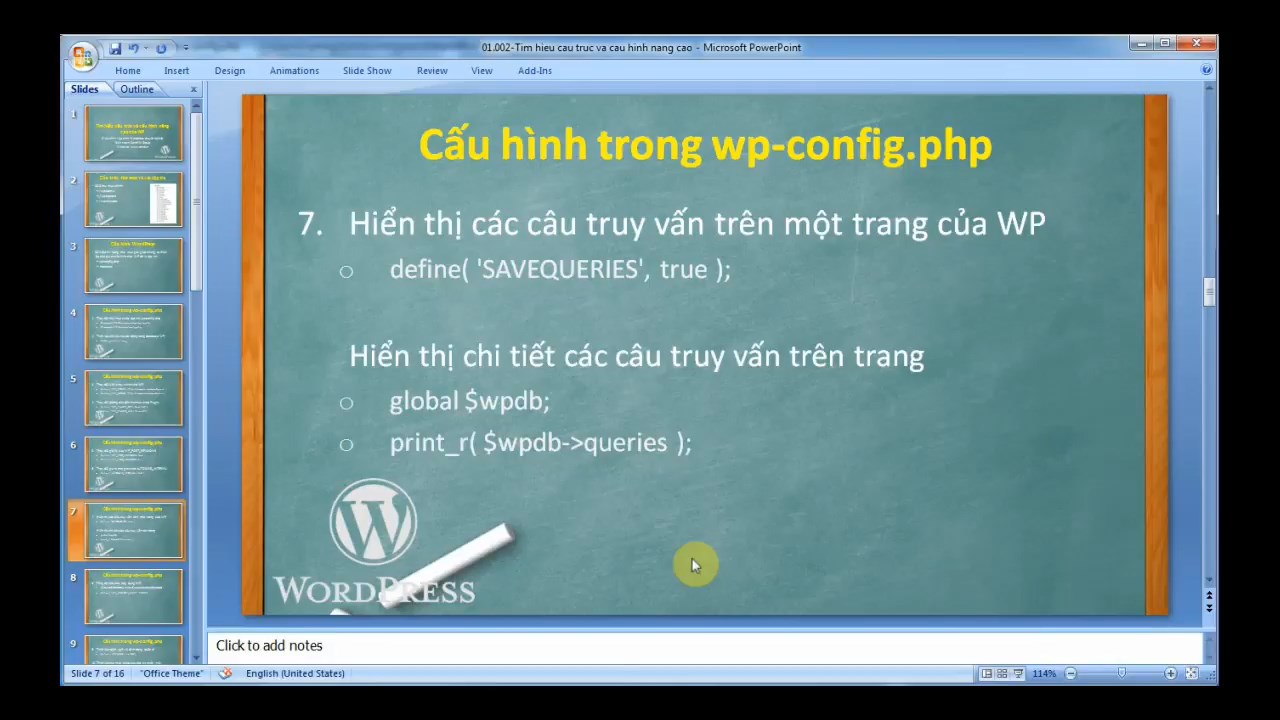 01.002-Tim hieu cau truc va cau hinh nang cao - Microsoft PowerPoint
Home Insert Design Animations Slide Show Review View Add-Ins
Slides Outline
1
2
3
4
5
6
7
8
9
Cấu hình trong wp-config.php
7. Hiển thị các câu truy vấn trên một trang của WP
define( 'SAVEQUERIES', true );
Hiển thị chi tiết các câu truy vấn trên trang
global $wpdb;
print_r( $wpdb->queries );
WORDPRESS
Click to add notes
Slide 7 of 16 "Office Theme" English (United States) 114%